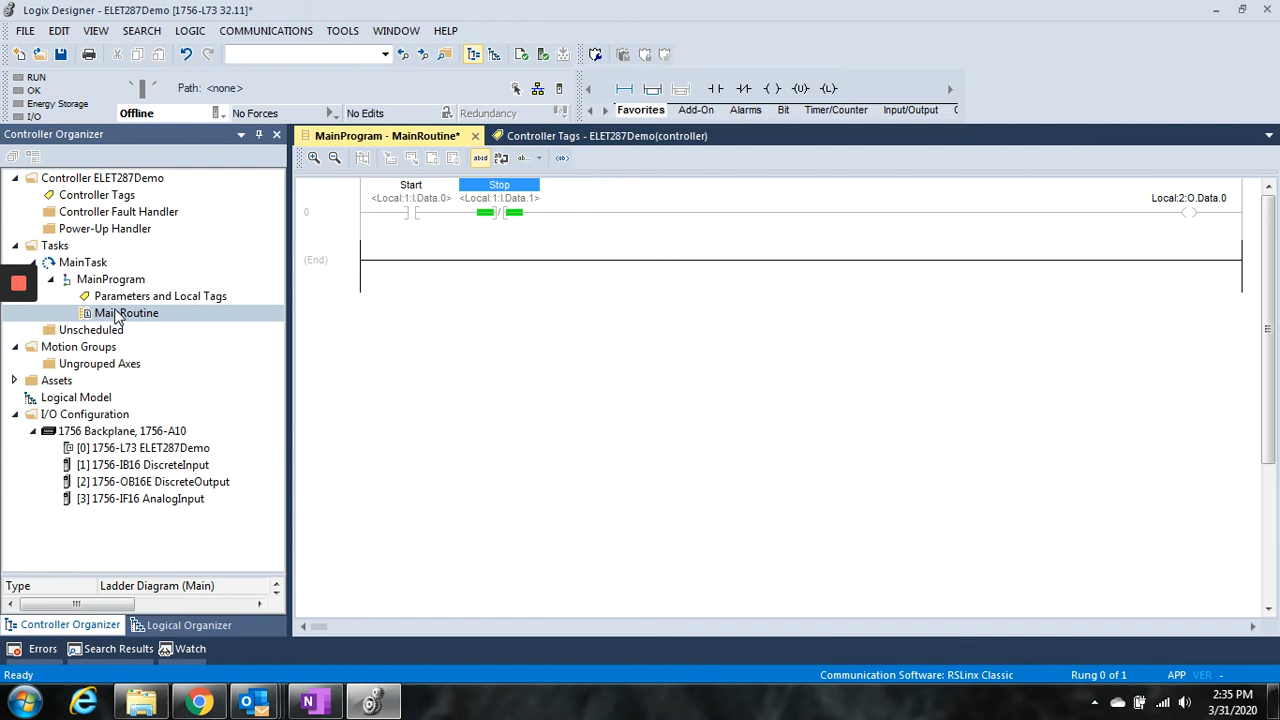 Logix Designer - ELET287Demo [1756-L73 32.11]*
FILE EDIT VIEW SEARCH LOGIC COMMUNICATIONS TOOLS WINDOW HELP
RUN
OK
Energy Storage
I/O
Path: <none>
Offline
No Forces
No Edits
Redundancy
Favorites Add-On Alarms Bit Timer/Counter Input/Output
Controller Organizer
MainProgram - MainRoutine*
Controller Tags - ELET287Demo(controller)
Controller ELET287Demo
Controller Tags
Controller Fault Handler
Power-Up Handler
Tasks
MainTask
MainProgram
Parameters and Local Tags
MainRoutine
Unscheduled
Motion Groups
Ungrouped Axes
Assets
Logical Model
I/O Configuration
1756 Backplane, 1756-A10
[0] 1756-L73 ELET287Demo
[1] 1756-IB16 DiscreteInput
[2] 1756-OB16E DiscreteOutput
[3] 1756-IF16 AnalogInput
Type Ladder Diagram (Main)
Controller Organizer Logical Organizer
abcd
Start Stop
<Local:1:I.Data.0> <Local:1:I.Data.1> Local:2:O.Data.0
0
(End)
Errors Search Results Watch
Ready
Communication Software: RSLinx Classic
Rung 0 of 1
APP VER -
2:35 PM
3/31/2020